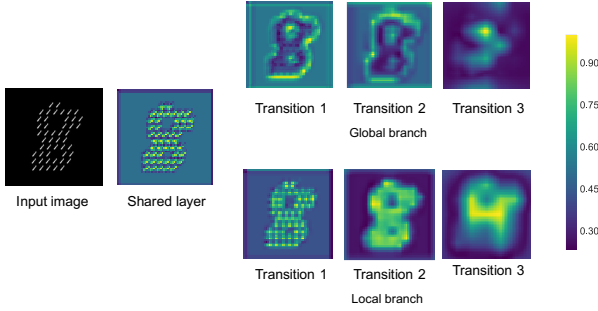 Transition 1 Transition 2 Transition 3
Global branch
Input image Shared layer
Transition 1 Transition 2 Transition 3
Local branch
0.90
0.75
0.60
0.45
0.30